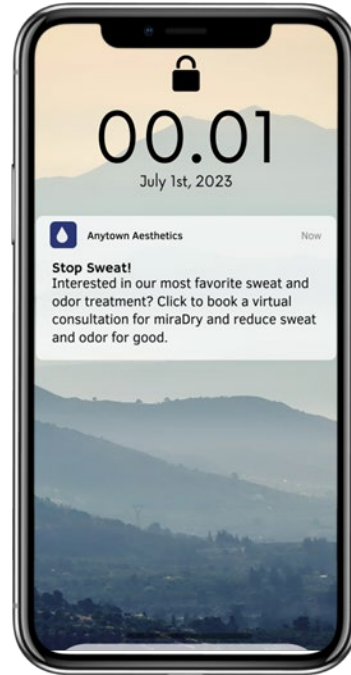 00.01
July 1st, 2023
Anytown Aesthetics Now
Stop Sweat!
Interested in our most favorite sweat and
odor treatment? Click to book a virtual
consultation for miraDry and reduce sweat
and odor for good.